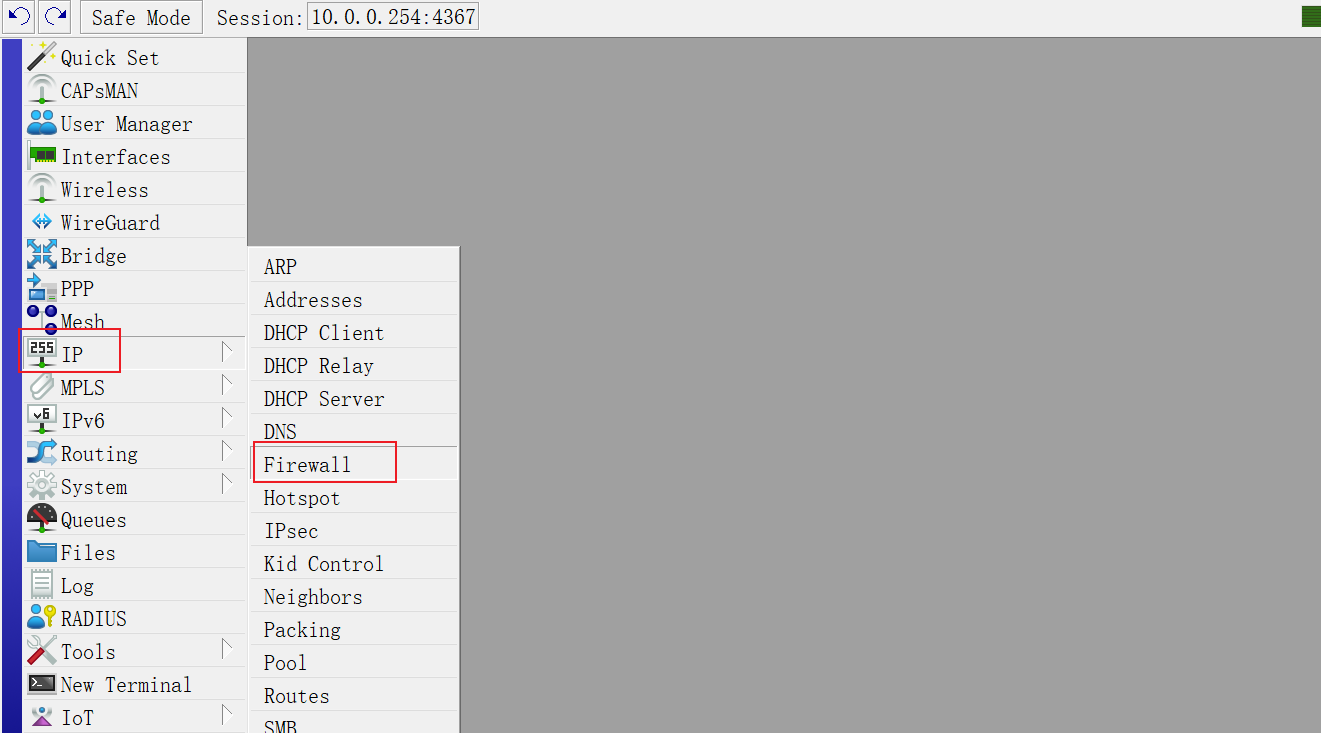 Safe Mode Session: 10.0.0.254:4367
Quick Set
CAPsMAN
User Manager
Interfaces
Wireless
WireGuard
Bridge
PPP
Mesh
255 IP
MPLS
v6 IPv6
Routing
System
Queues
Files
Log
RADIUS
Tools
New Terminal
IoT
ARP
Addresses
DHCP Client
DHCP Relay
DHCP Server
DNS
Firewall
Hotspot
IPsec
Kid Control
Neighbors
Packing
Pool
Routes
SMB